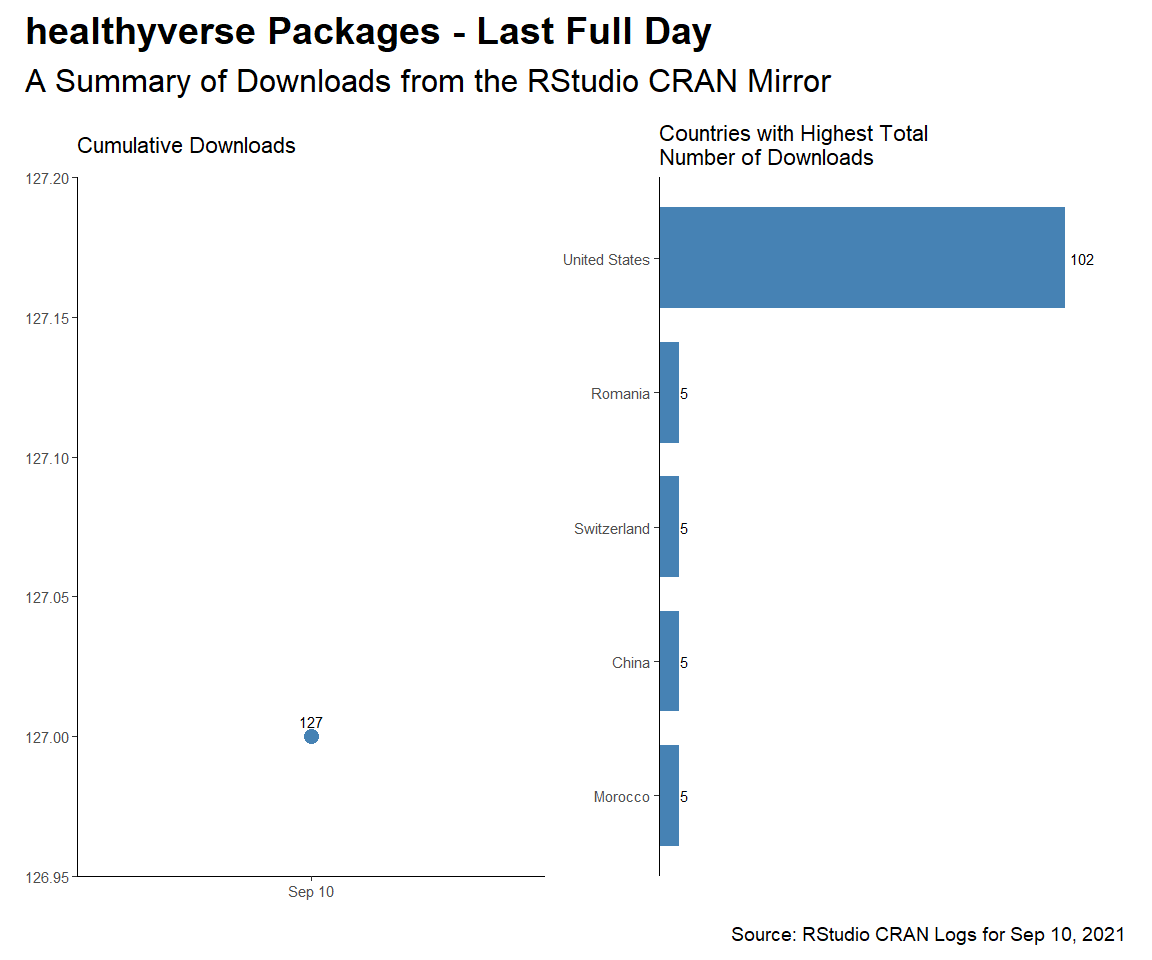 healthyverse Packages - Last Full Day
A Summary of Downloads from the RStudio CRAN Mirror
Cumulative Downloads
127.20
127.15
127.10
127.05
127.00
126.95
127
Sep 10
Countries with Highest Total
Number of Downloads
United States
102
Romania
5
Switzerland
5
China
5
Morocco
5
Source: RStudio CRAN Logs for Sep 10, 2021